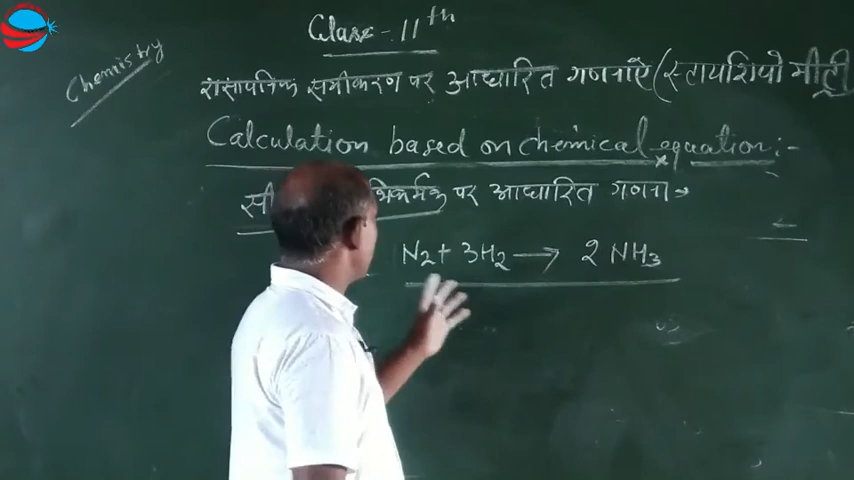 Class - 11th
Chemistry
रासायनिक समीकरण पर आधारित गणनाएं (स्टायशियोमीट्री
Calculation based on chemical equation :-
पर आधारित गणना →
N2 + 3H2 → 2 NH3